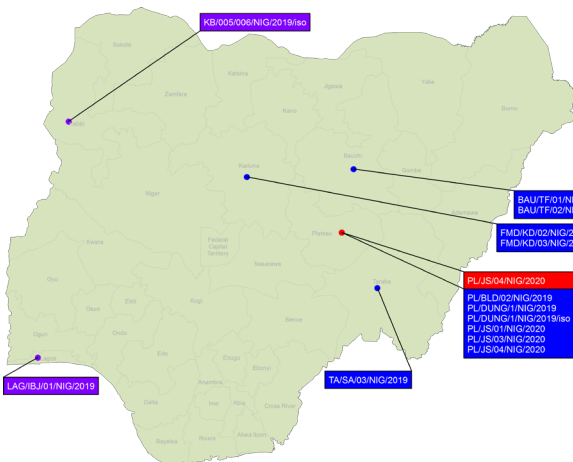 KB/005/006/NIG/2019/iso
Sokoto
Katsina
Jigawa
Yobe
Borno
Zamfara
Kano
Kebbi
Kaduna
Bauchi
Gombe
Niger
BAU/TF/01/NI
BAU/TF/02/NI
Adamawa
FMD/KD/02/NIG/2
FMD/KD/03/NIG/2
Plateau
Federal
Capital
Territory
Kwara
Nasarawa
PL/JS/04/NIG/2020
Oyo
Taraba
PL/BLD/02/NIG/2019
PL/DUNG/1/NIG/2019
PL/DUNG/1/NIG/2019/iso
PL/JS/01/NIG/2020
PL/JS/03/NIG/2020
PL/JS/04/NIG/2020
Ekiti
Kogi
Osun
Benue
Ogun
Ondo
Lagos
Edo
Enugu
Ebonyi
TA/SA/03/NIG/2019
LAG/IBJ/01/NIG/2019
Anambra
Delta
Imo
Abia
Cross River
Bayelsa
Rivers
Akwa Ibom